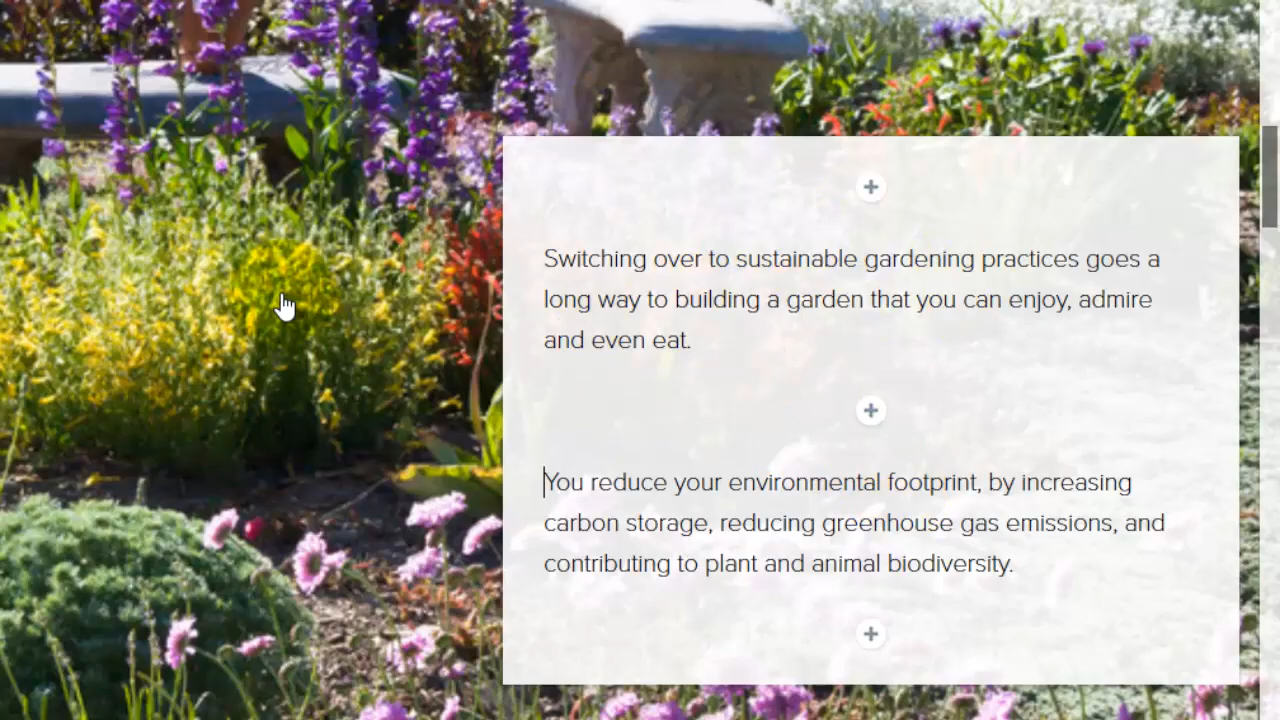 Switching over to sustainable gardening practices goes a
long way to building a garden that you can enjoy, admire
and even eat.
You reduce your environmental footprint, by increasing
carbon storage, reducing greenhouse gas emissions, and
contributing to plant and animal biodiversity.